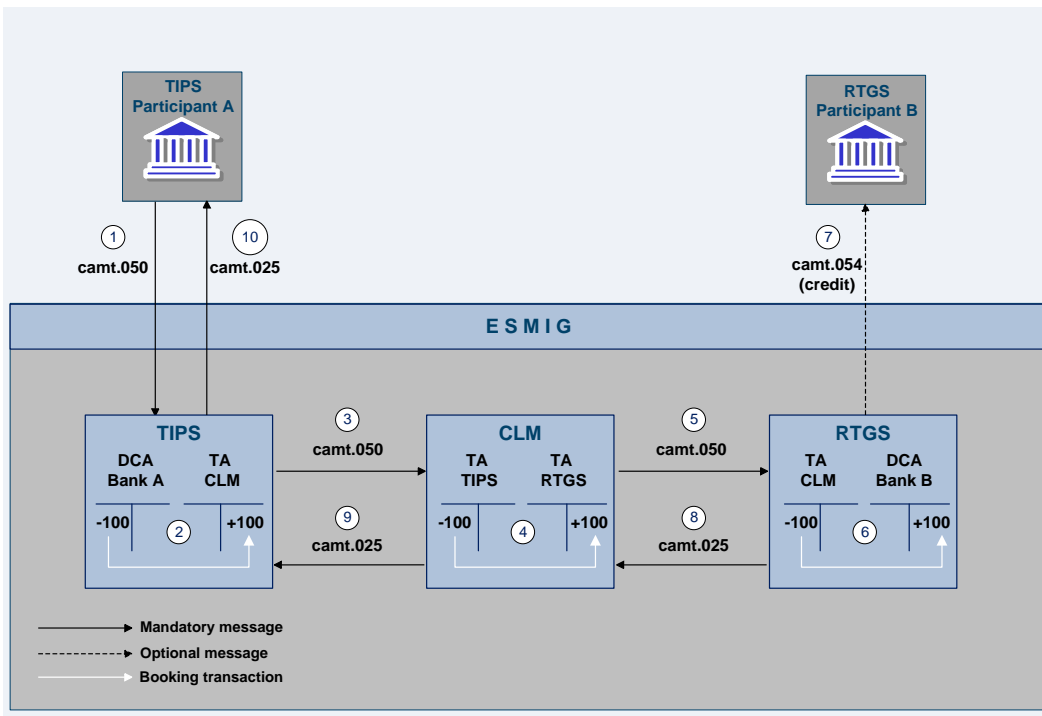 TIPS
Participant A
RTGS
Participant B
1
camt.050
10
camt.025
7
camt.054
(credit)
E S M I G
TIPS
DCA
Bank A
TA
CLM
-100
2
+100
3
camt.050
9
camt.025
CLM
TA
TIPS
TA
RTGS
-100
4
+100
5
camt.050
8
camt.025
RTGS
TA
CLM
DCA
Bank B
-100
6
+100
Mandatory message
Optional message
Booking transaction